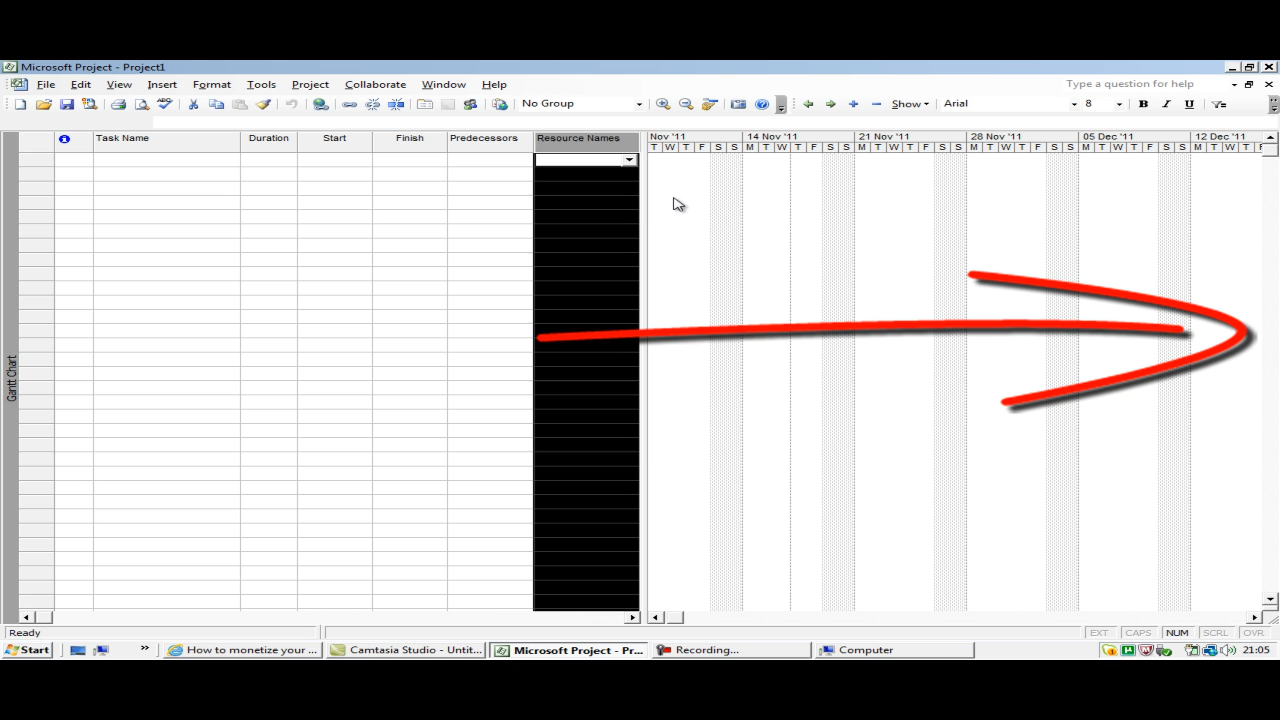 Microsoft Project - Project1
File Edit View Insert Format Tools Project Collaborate Window Help Type a question for help
No Group Show Arial 8 B I U
Task Name Duration Start Finish Predecessors Resource Names Nov '11 14 Nov '11 21 Nov '11 28 Nov '11 05 Dec '11 12 Dec '11
T W T F S S M T W T F S S M T W T F S S M T W T F S S M T W T F S S M T W T F
Gantt Chart
Ready EXT CAPS NUM SCRL OVR
Start » How to monetize your ... Camtasia Studio - Untit... Microsoft Project - Pr... Recording... Computer 21:05